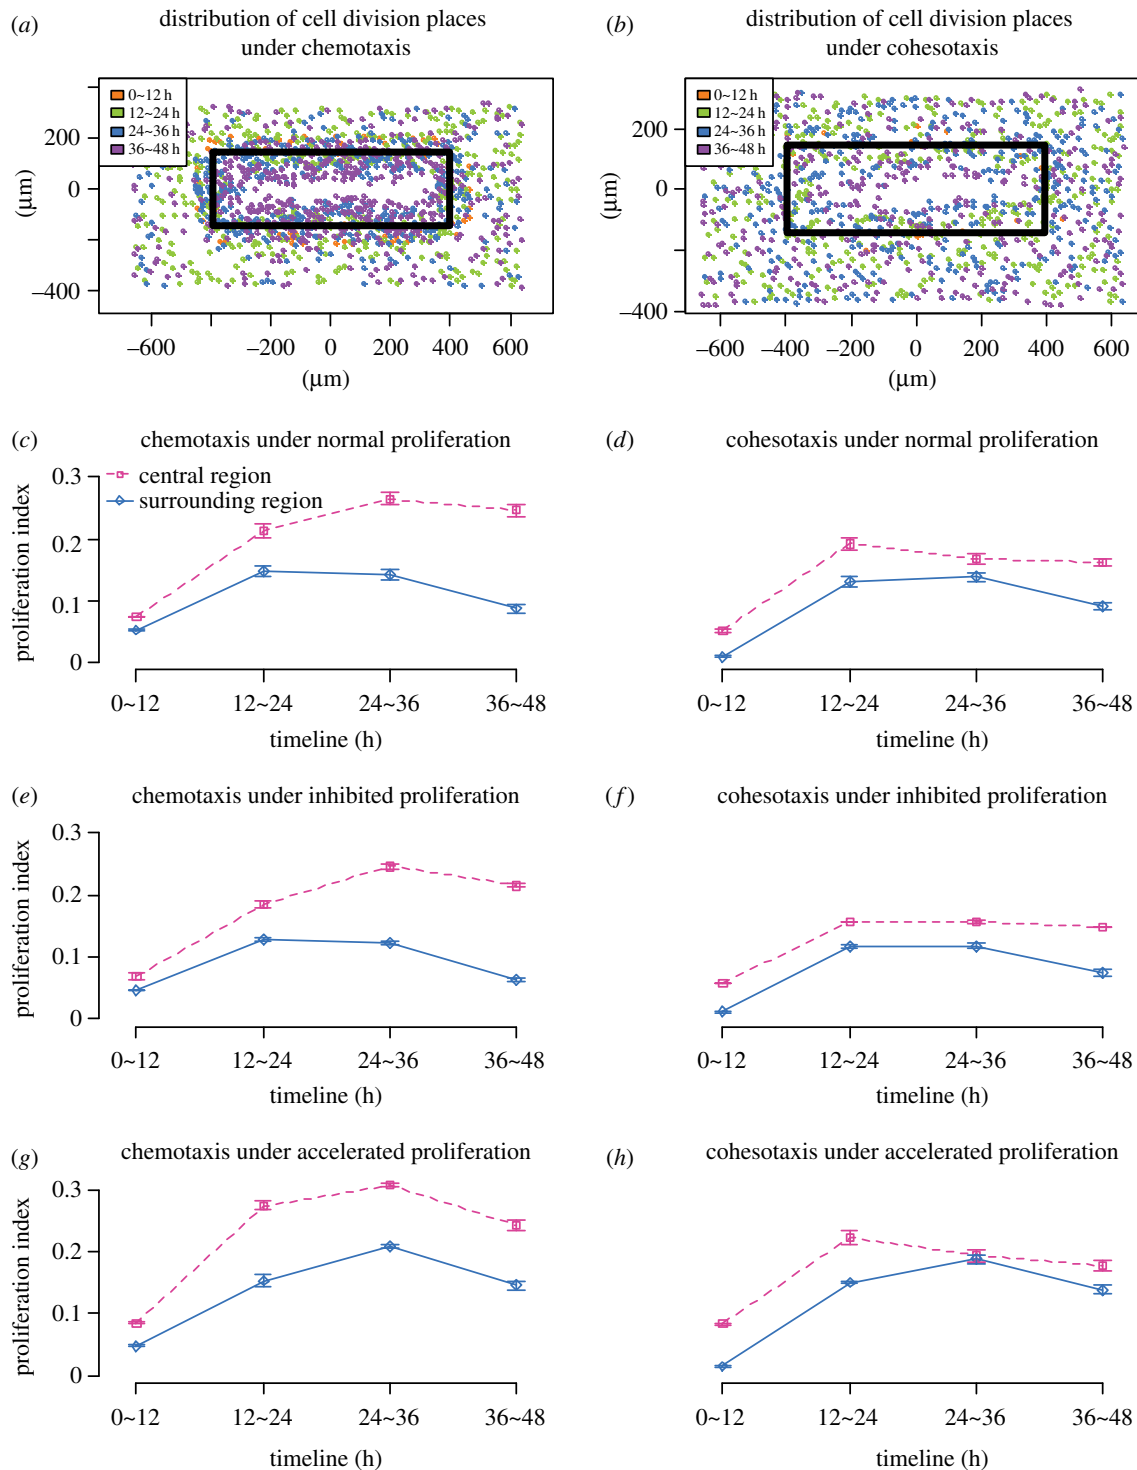 (a)
distribution of cell division places
under chemotaxis
0~12 h
12~24 h
24~36 h
36~48 h
200
0
–400
(µm)
–600
–200
0
200
400
600
(µm)
(b)
distribution of cell division places
under cohesotaxis
0~12 h
12~24 h
24~36 h
36~48 h
200
0
–400
(µm)
–600
–400
–200
0
200
400
600
(µm)
(c)
chemotaxis under normal proliferation
central region
surrounding region
0.3
0.2
0.1
0
proliferation index
0~12
12~24
24~36
36~48
timeline (h)
(d)
cohesotaxis under normal proliferation
0~12
12~24
24~36
36~48
timeline (h)
(e)
chemotaxis under inhibited proliferation
0.3
0.2
0.1
0
proliferation index
0~12
12~24
24~36
36~48
timeline (h)
(f)
cohesotaxis under inhibited proliferation
0~12
12~24
24~36
36~48
timeline (h)
(g)
chemotaxis under accelerated proliferation
0.3
0.2
0.1
0
proliferation index
0~12
12~24
24~36
36~48
timeline (h)
(h)
cohesotaxis under accelerated proliferation
0~12
12~24
24~36
36~48
timeline (h)